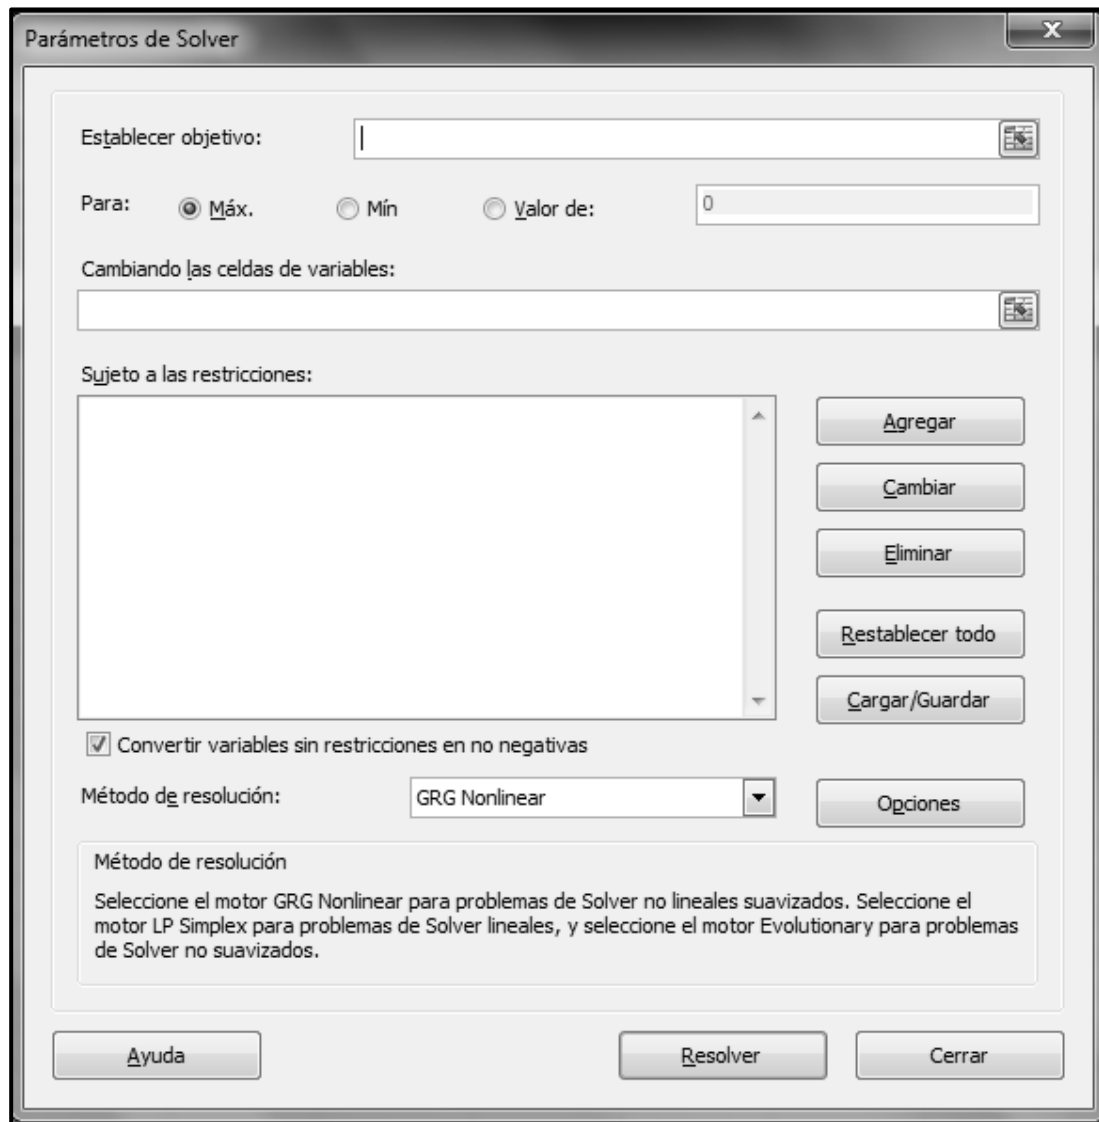 Parámetros de Solver
Establecer objetivo:
Para: Máx. Mín Valor de: 0
Cambiando las celdas de variables:
Sujeto a las restricciones:
Agregar
Cambiar
Eliminar
Restablecer todo
Cargar/Guardar
Convertir variables sin restricciones en no negativas
Método de resolución: GRG Nonlinear Opciones
Método de resolución
Seleccione el motor GRG Nonlinear para problemas de Solver no lineales suavizados. Seleccione el
motor LP Simplex para problemas de Solver lineales, y seleccione el motor Evolutionary para problemas
de Solver no suavizados.
Ayuda Resolver Cerrar